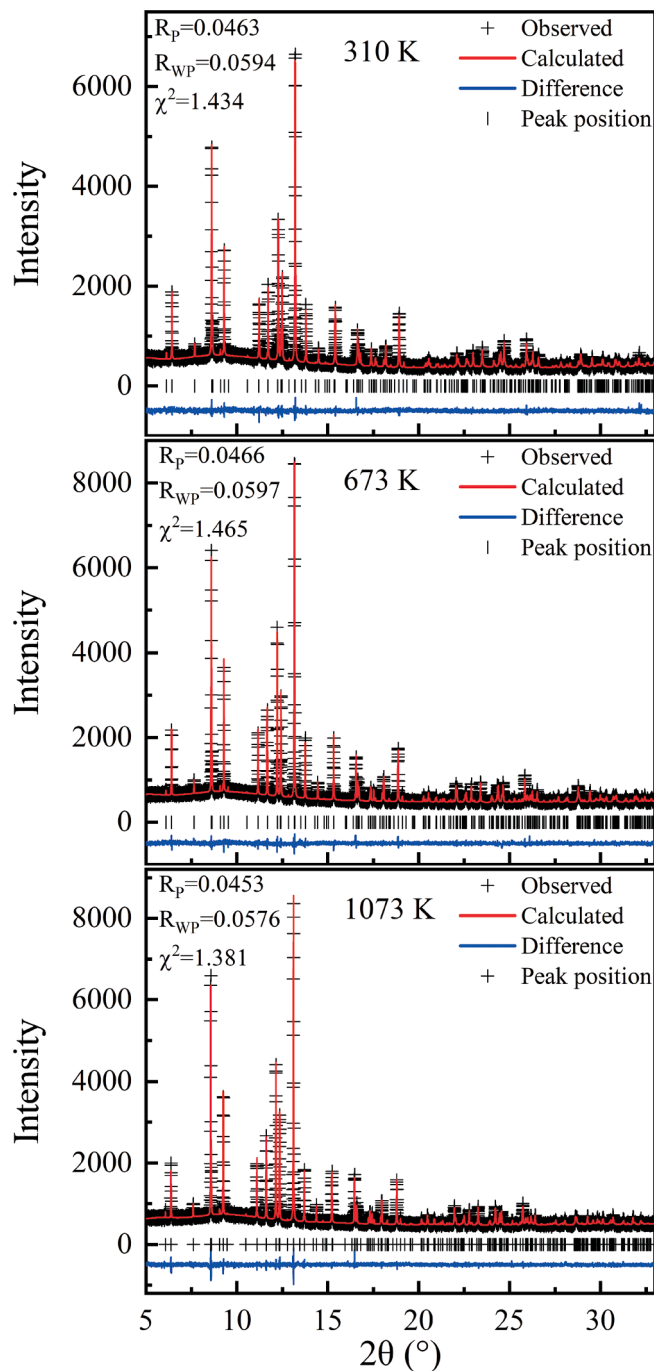 R_P=0.0463
R_WP=0.0594
χ²=1.434
310 K
Observed
Calculated
Difference
Peak position
6000
4000
2000
0
Intensity
R_P=0.0466
R_WP=0.0597
χ²=1.465
673 K
Observed
Calculated
Difference
Peak position
8000
6000
4000
2000
0
Intensity
R_P=0.0453
R_WP=0.0576
χ²=1.381
1073 K
Observed
Calculated
Difference
Peak position
8000
6000
4000
2000
0
Intensity
5 10 15 20 25 30
2θ (°)